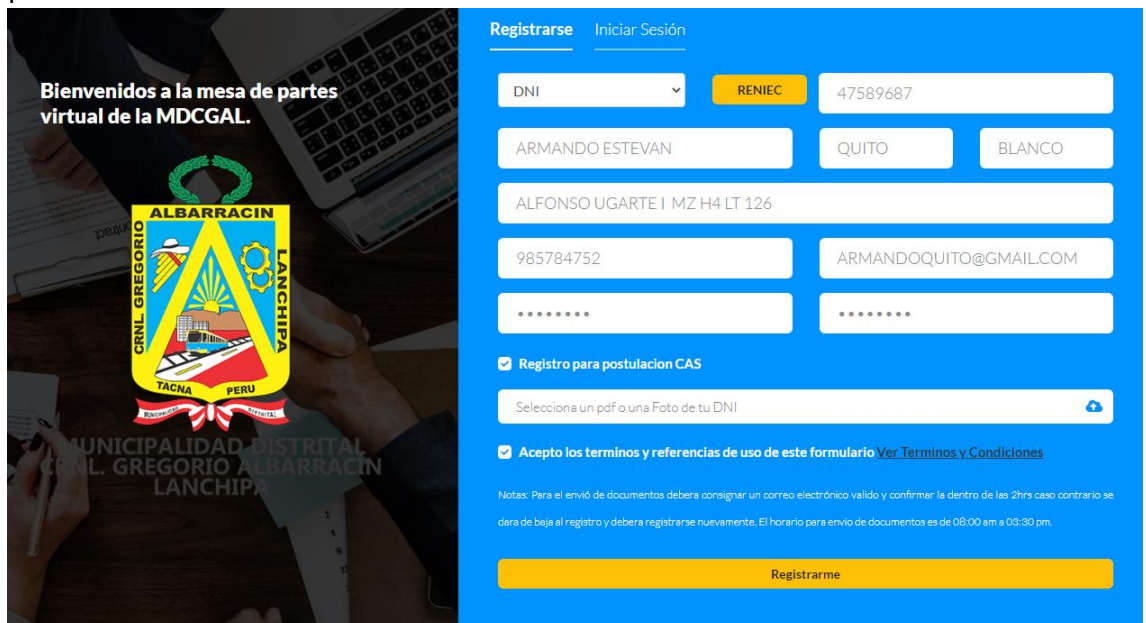 Registrarse Iniciar Sesión
Bienvenidos a la mesa de partes
virtual de la MDCGAL.
ALBARRACIN
CRNL. GREGORIO
LANCHIPA
TACNA PERU
MUNICIPALIDAD DISTRITAL
MUNICIPALIDAD DISTRITAL
CRNL. GREGORIO ALBARRACIN
LANCHIPA
DNI RENIEC 47589687
ARMANDO ESTEVAN QUITO BLANCO
ALFONSO UGARTE I MZ H4 LT 126
985784752 ARMANDOQUITO@GMAIL.COM
•••••••• ••••••••
Registro para postulacion CAS
Selecciona un pdf o una Foto de tu DNI
Acepto los terminos y referencias de uso de este formulario Ver Terminos y Condiciones
Notas: Para el envió de documentos debera consignar un correo electrónico valido y confirmar la dentro de las 2hrs caso contrario se
dara de baja al registro y debera registrarse nuevamente. El horario para envio de documentos es de 08:00 am a 03:30 pm.
Registrarme